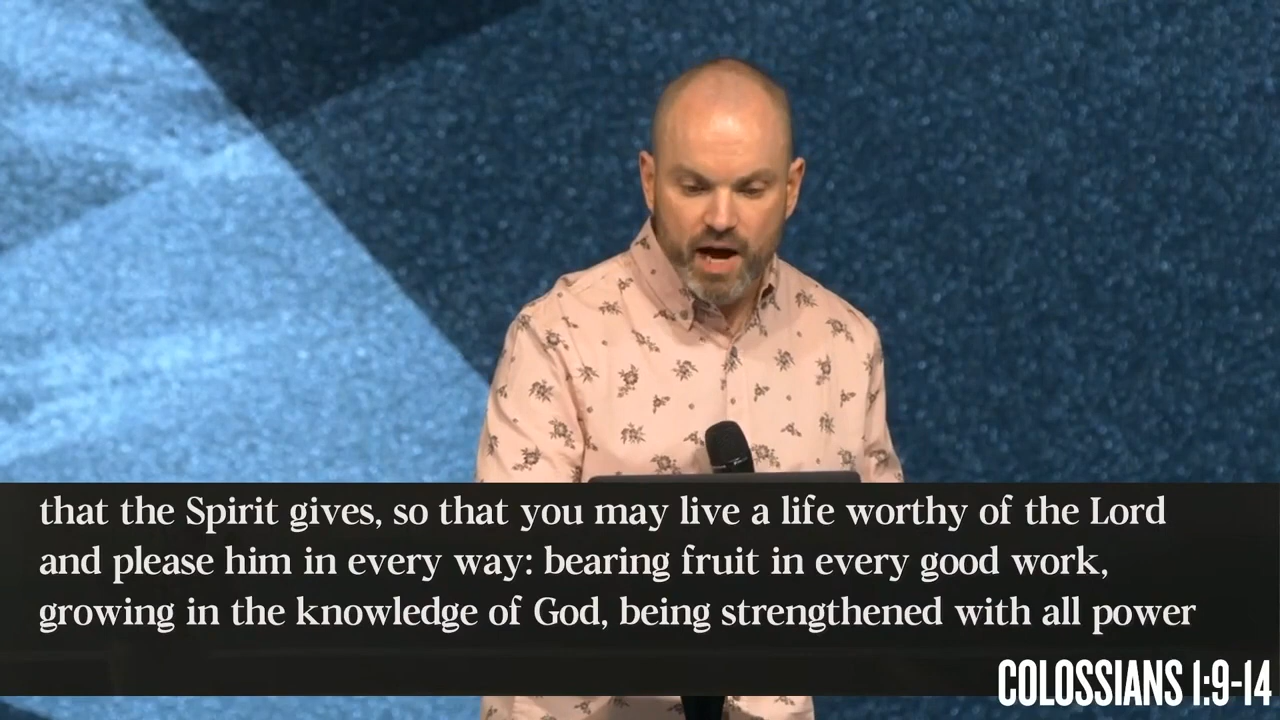 that the Spirit gives, so that you may live a life worthy of the Lord
and please him in every way: bearing fruit in every good work,
growing in the knowledge of God, being strengthened with all power
COLOSSIANS 1:9-14